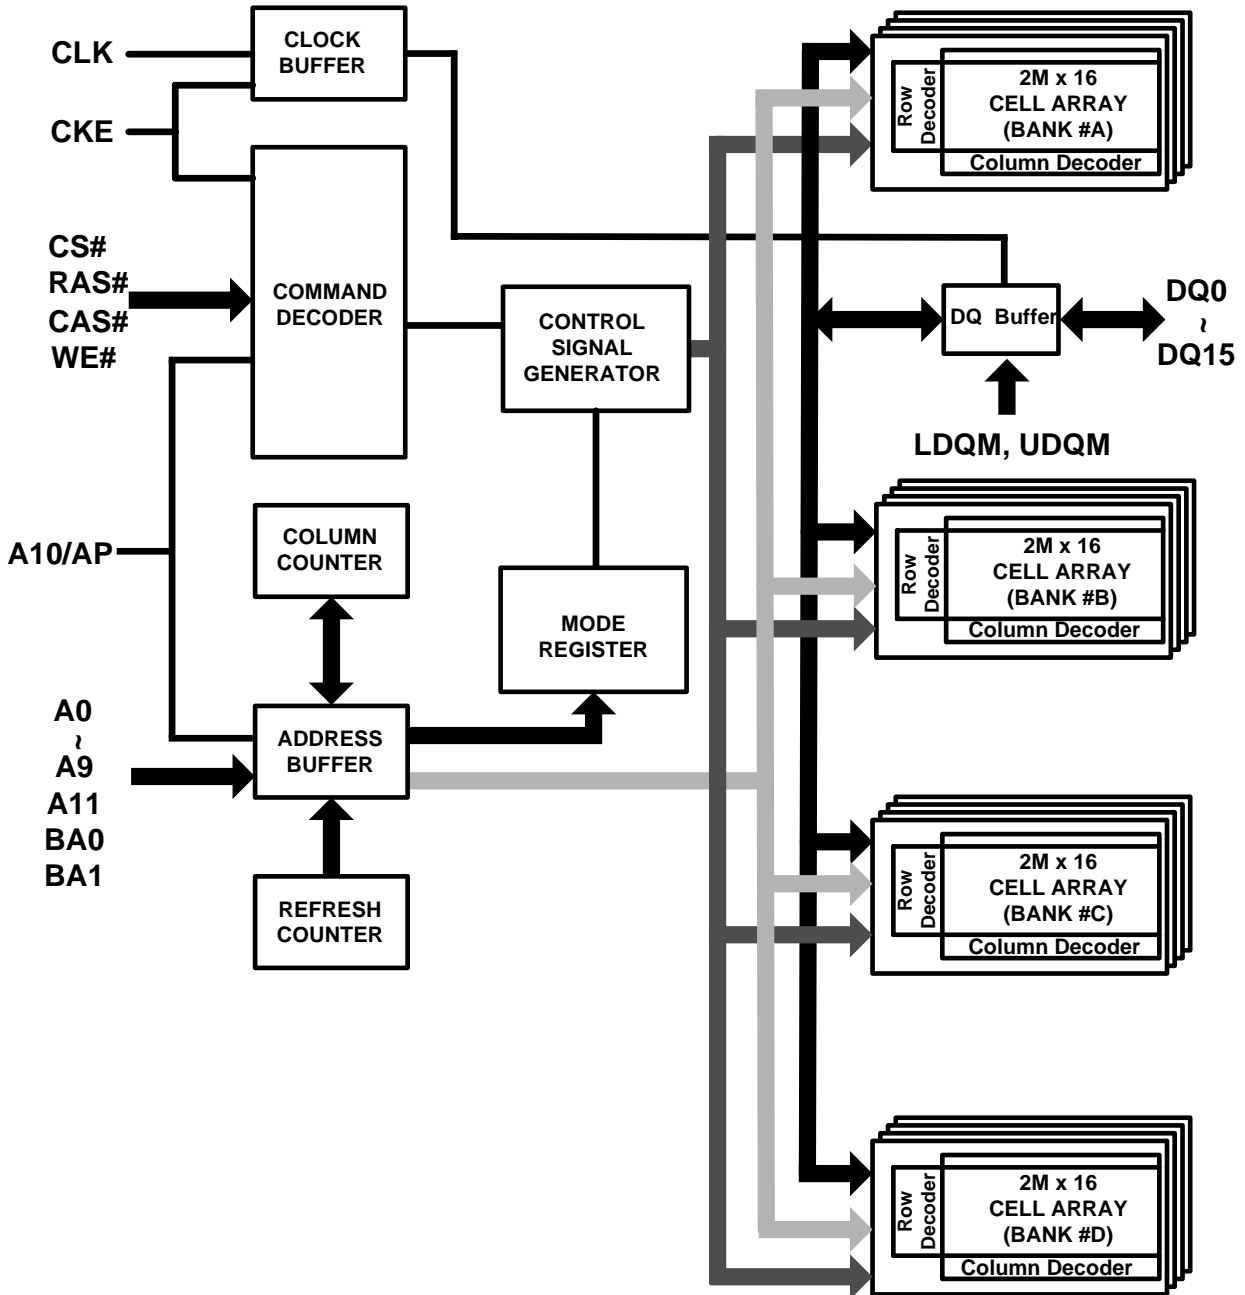 CLK
CKE
CLOCK
BUFFER
CS#
RAS#
CAS#
WE#
COMMAND
DECODER
CONTROL
SIGNAL
GENERATOR
A10/AP
COLUMN
COUNTER
MODE
REGISTER
A0
~
A9
A11
BA0
BA1
ADDRESS
BUFFER
REFRESH
COUNTER
Row
Decoder
2M x 16
CELL ARRAY
(BANK #A)
Column Decoder
DQ Buffer
DQ0
~
DQ15
LDQM, UDQM
Row
Decoder
2M x 16
CELL ARRAY
(BANK #B)
Column Decoder
Row
Decoder
2M x 16
CELL ARRAY
(BANK #C)
Column Decoder
Row
Decoder
2M x 16
CELL ARRAY
(BANK #D)
Column Decoder